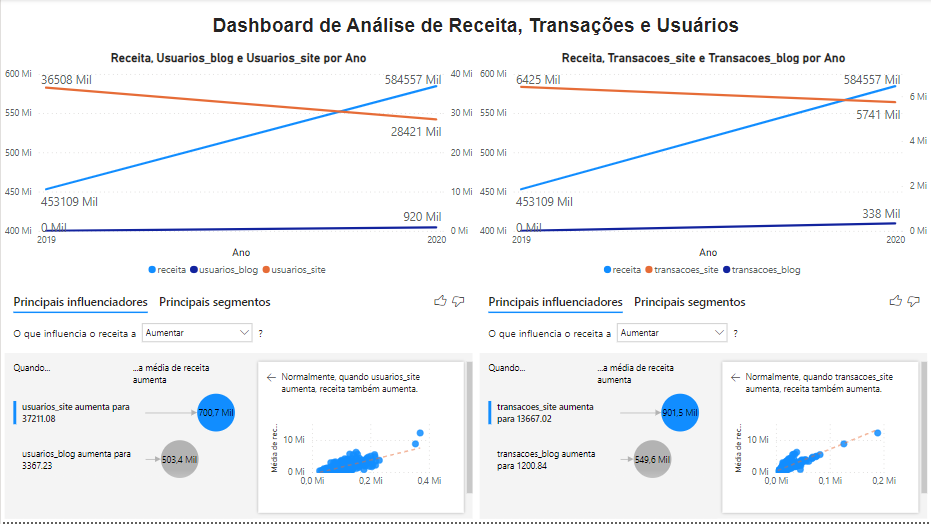 Dashboard de Análise de Receita, Transações e Usuários
Receita, Usuarios_blog e Usuarios_site por Ano
600 Mi
550 Mi
500 Mi
450 Mi
400 Mi
40 Mi
30 Mi
20 Mi
10 Mi
0 Mi
36508 Mil
584557 Mil
28421 Mil
453109 Mil
920 Mil
0 Mil
2019
2020
Ano
receita usuarios_blog usuarios_site
Receita, Transacoes_site e Transacoes_blog por Ano
600 Mi
550 Mi
500 Mi
450 Mi
400 Mi
6 Mi
4 Mi
2 Mi
0 Mi
6425 Mil
584557 Mil
5741 Mil
453109 Mil
338 Mil
0 Mil
2019
2020
Ano
receita transacoes_site transacoes_blog
Principais influenciadores Principais segmentos
O que influencia o receita a Aumentar ?
Quando...
...a média de receita
aumenta
usuarios_site aumenta para
37211.08
700,7 Mil
usuarios_blog aumenta para
3367.23
503,4 Mil
Normalmente, quando usuarios_site
aumenta, receita também aumenta.
Média de rec...
10 Mi
0 Mi
0,0 Mi
0,2 Mi
0,4 Mi
Principais influenciadores Principais segmentos
O que influencia o receita a Aumentar ?
Quando...
...a média de receita
aumenta
transacoes_site aumenta
para 13667.02
901,5 Mil
transacoes_blog aumenta
para 1200.84
549,6 Mil
Normalmente, quando transacoes_site
aumenta, receita também aumenta.
Média de rec...
10 Mi
0 Mi
0,0 Mi
0,1 Mi
0,2 Mi